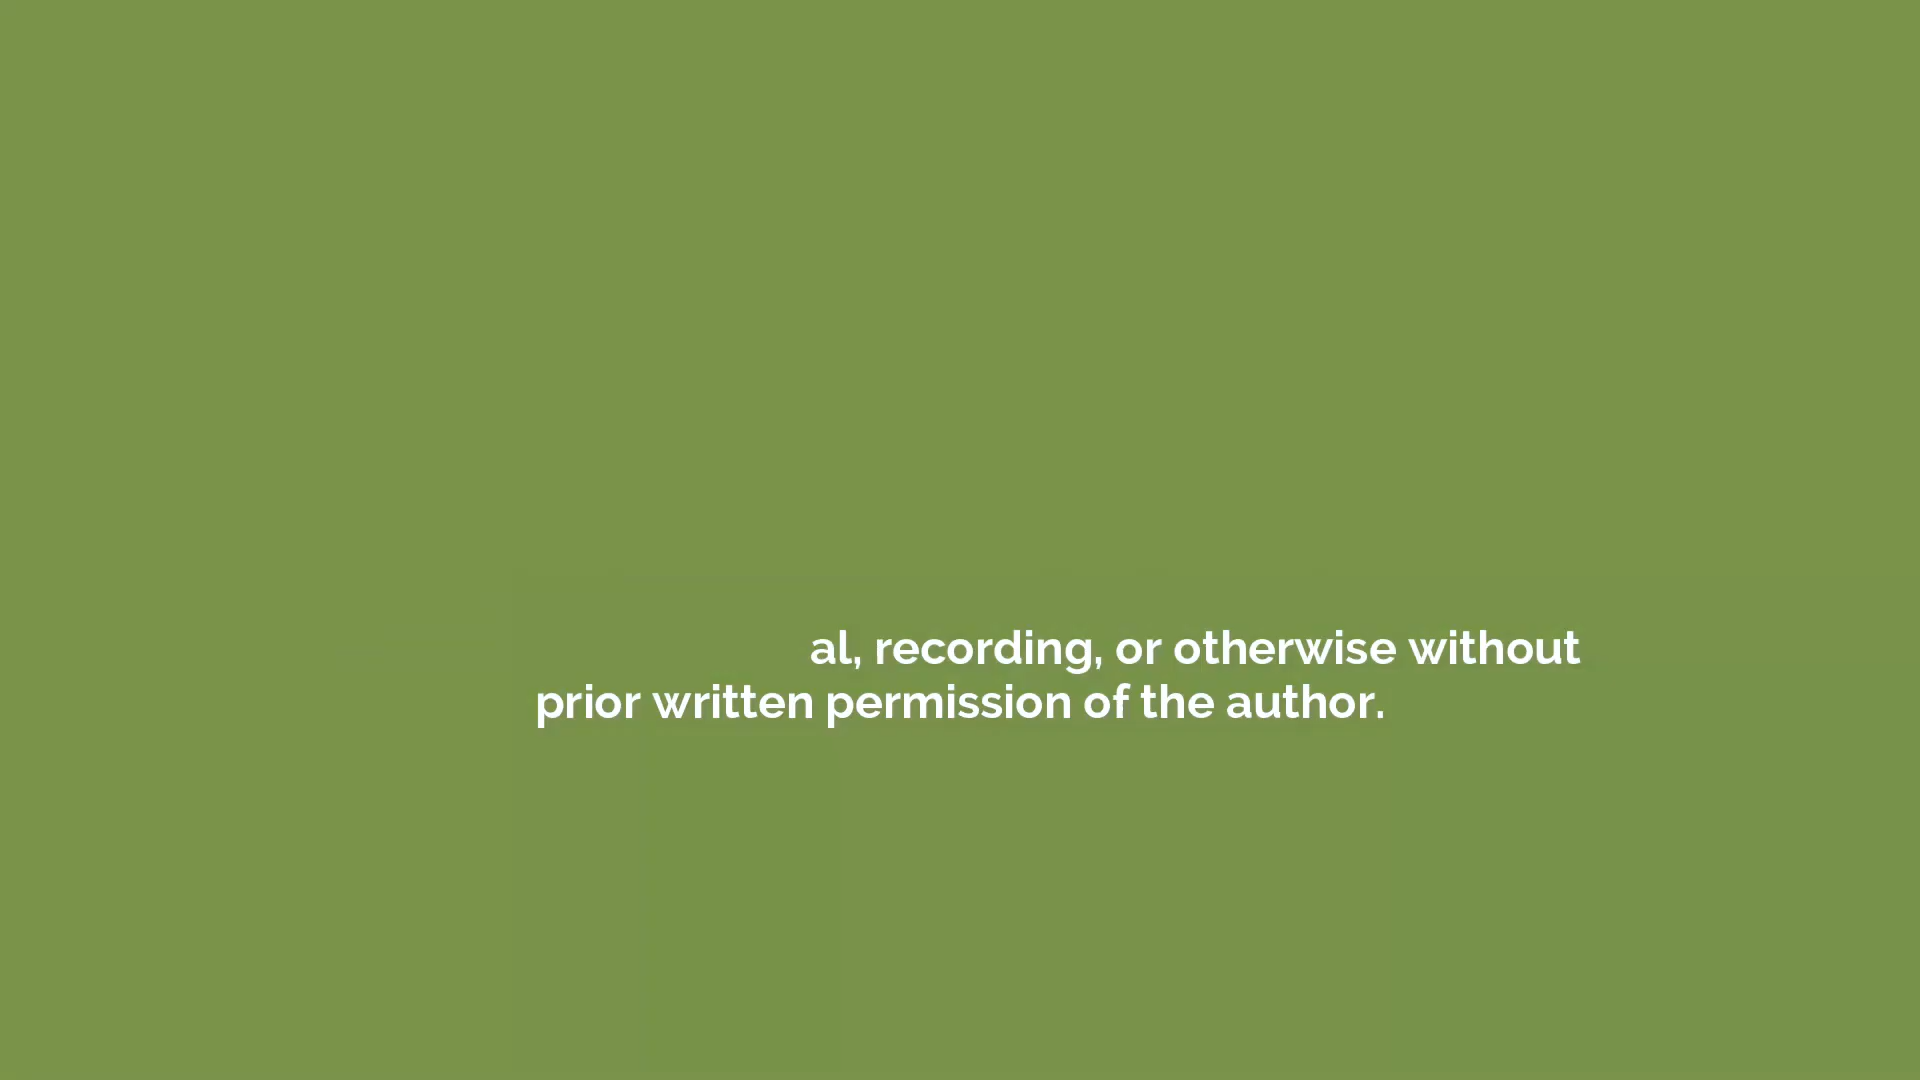 al, recording, or otherwise without
prior written permission of the author.